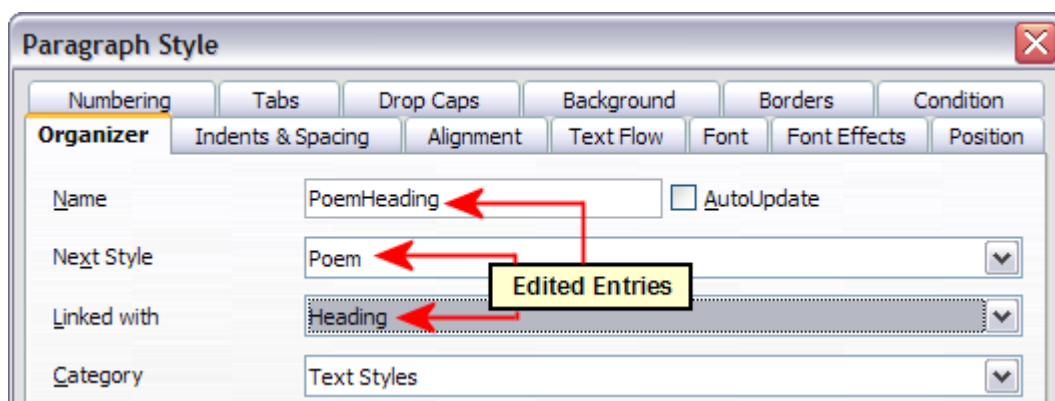 Paragraph Style
Numbering Tabs Drop Caps Background Borders Condition
Organizer Indents & Spacing Alignment Text Flow Font Font Effects Position
Name PoemHeading AutoUpdate
Next Style Poem
Edited Entries
Linked with Heading
Category Text Styles